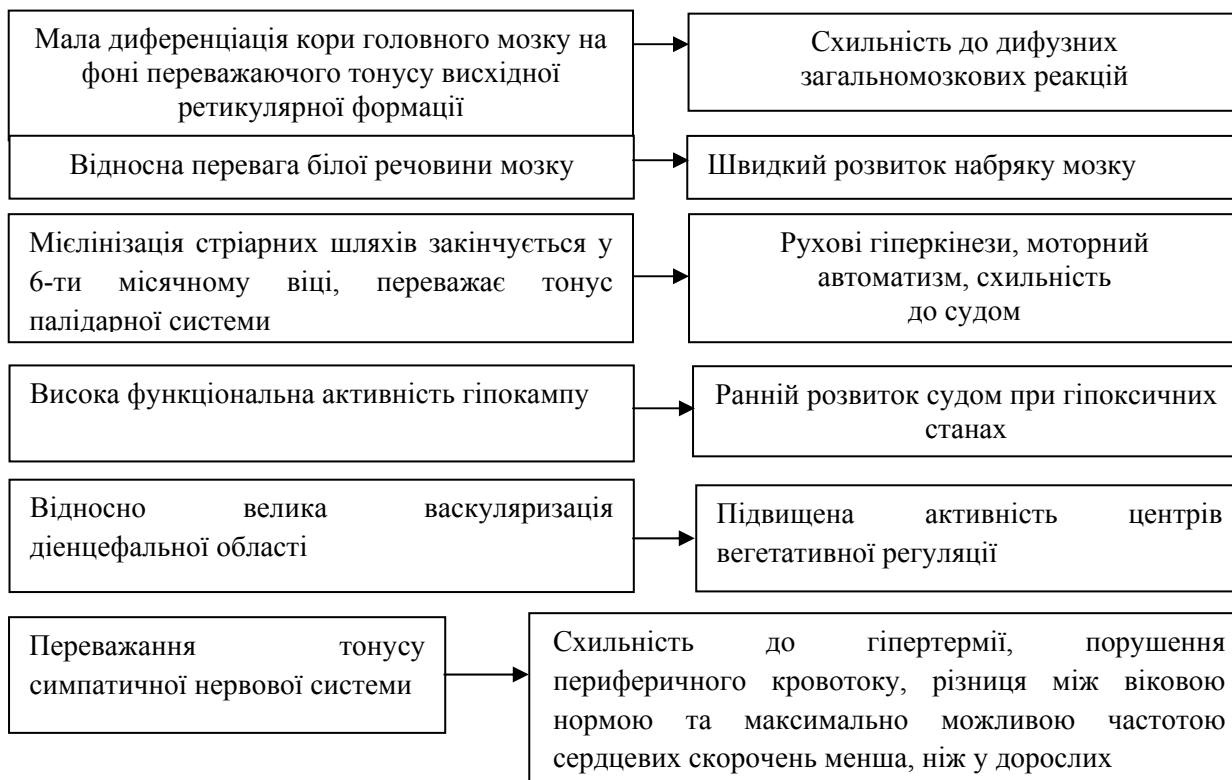 Мала диференціація кори головного мозку на
фоні переважаючого тонусу висхідної
ретикулярної формації
Схильність до дифузних
загальномозкових реакцій
Відносна перевага білої речовини мозку
Швидкий розвиток набряку мозку
Мієлінізація стріарних шляхів закінчується у
6-ти місячному віці, переважає тонус
палідарної системи
Рухові гіперкінези, моторний
автоматизм, схильність
до судом
Висока функціональна активність гіпокампу
Ранній розвиток судом при гіпоксичних
станах
Відносно велика васкуляризація
діенцефальної області
Підвищена активність центрів
вегетативної регуляції
Переважання тонусу
симпатичної нервової системи
Схильність до гіпертермії, порушення
периферичного кровотоку, різниця між віковою
нормою та максимально можливою частотою
сердцевих скорочень менша, ніж у дорослих